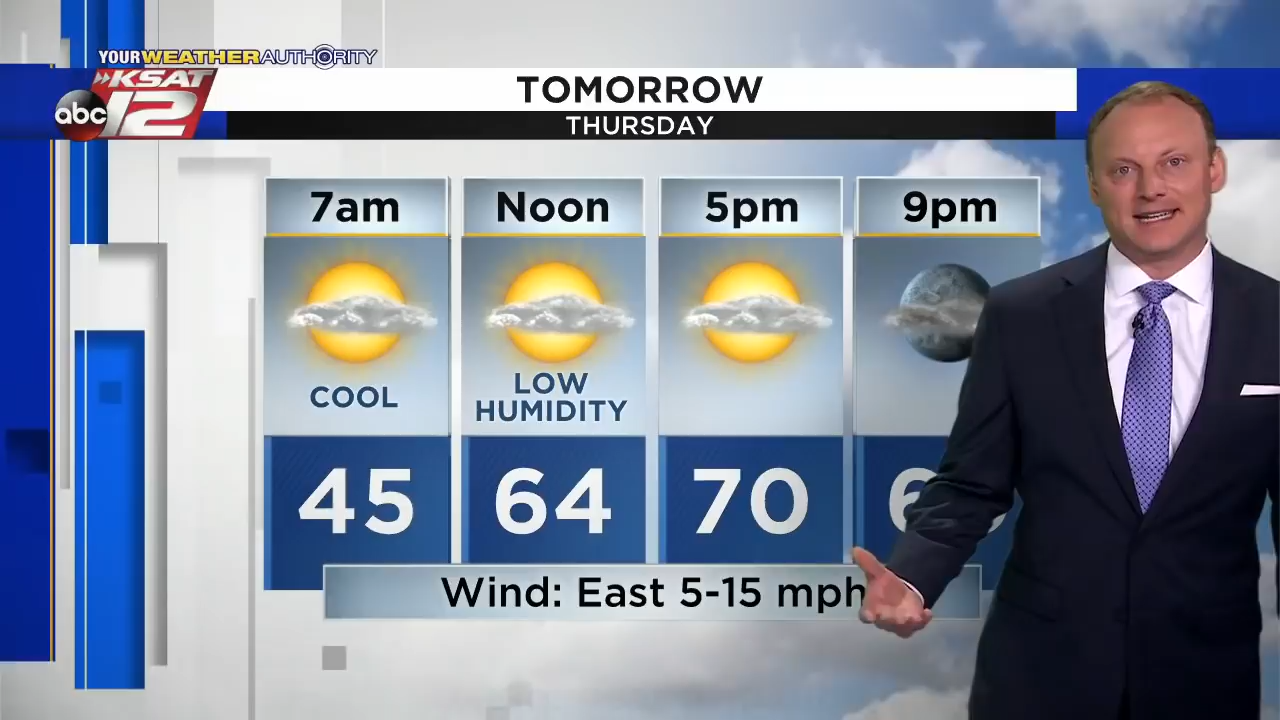 YOUR WEATHER AUTHORITY
KSAT
abc 12
TOMORROW
THURSDAY
7am
Noon
5pm
9pm
COOL
LOW
HUMIDITY
45
64
70
Wind: East 5-15 mph